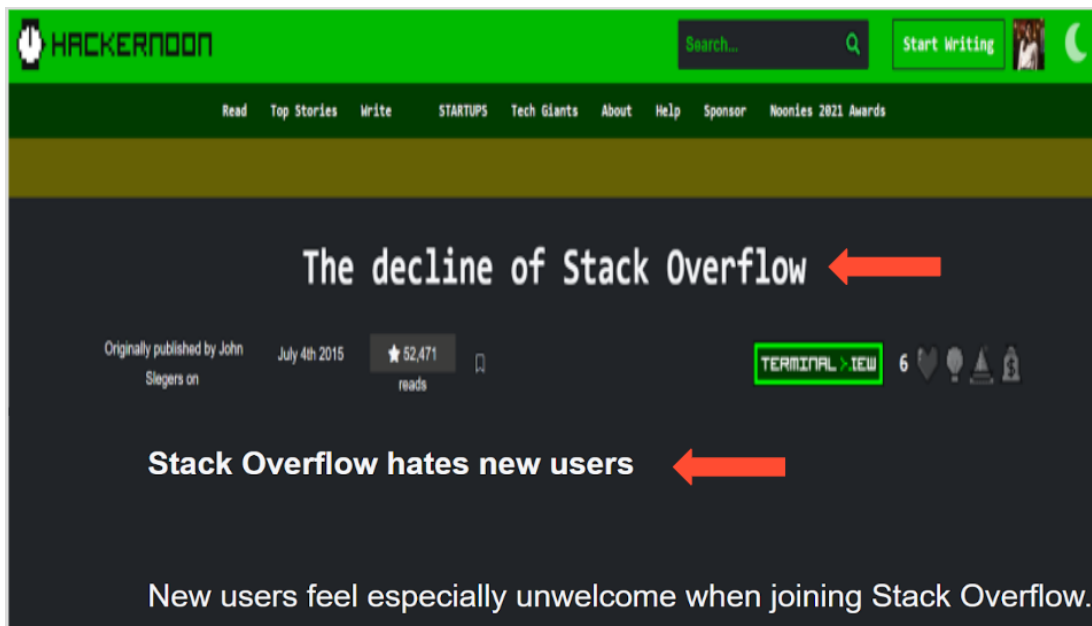 HACKERNOON
Search...
Start Writing
Read Top Stories Write STARTUPS Tech Giants About Help Sponsor Noonies 2021 Awards
The decline of Stack Overflow
Originally published by John
Slegers on
July 4th 2015
52,471
reads
TERMINAL >.IEW
6
$
Stack Overflow hates new users
New users feel especially unwelcome when joining Stack Overflow.